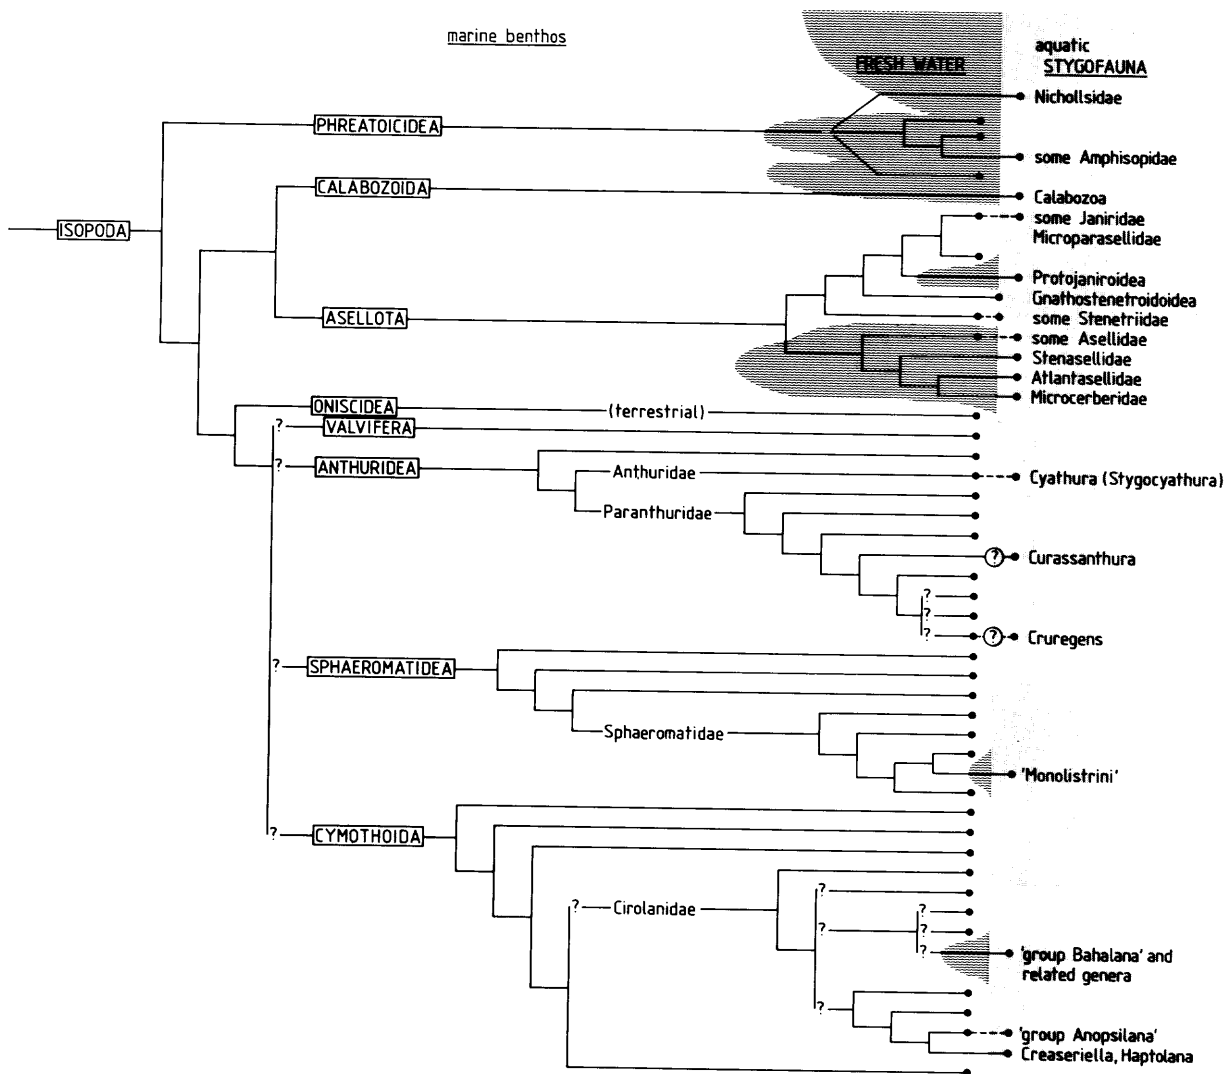 marine benthos
aquatic
FRESH WATER
STYGOFAUNA
Nichollsidae
PHREATOICIDEA
some Amphisopidae
CALABOZOIDA
Calabozoa
some Janiridae
ISOPODA
Microparasellidae
Protojaniroidea
Gnathostenetroidoidea
ASELLOTA
some Stenetriidae
some Asellidae
Stenasellidae
Atlantasellidae
Microcerberidae
ONISCIDEA
(terrestrial)
? VALVIFERA
? ANTHURIDEA
Anthuridae
Cyathura (Stygocyathura)
Paranthuridae
? Curassanthura
?
?
? ? Cruregens
? SPHAEROMATIDEA
Sphaeromatidae
'Monolistrini'
? CYMOTHOIDA
?
? Cirolanidae
?
? ?
? 'group Bahalana' and
related genera
?
'group Anopsilana'
Creaseriella, Haptolana